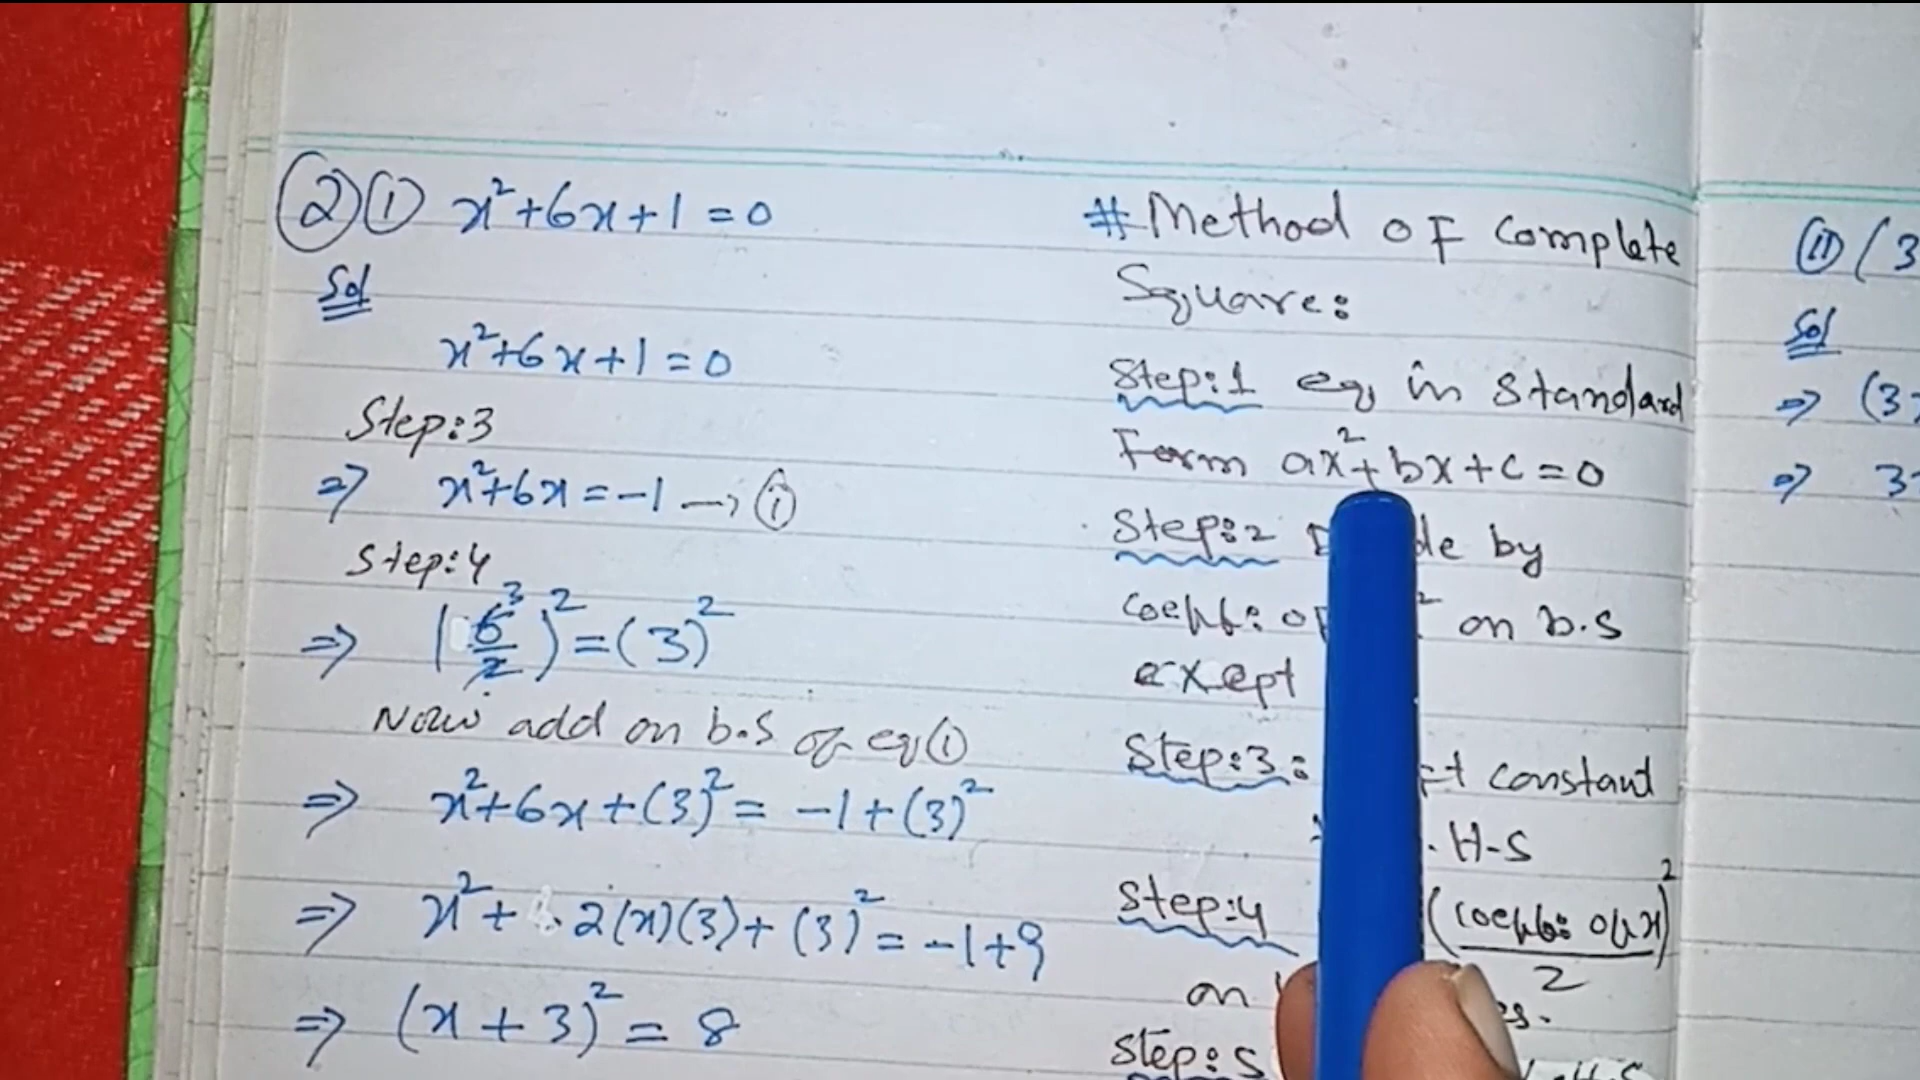 ② ① x²+6x+1=0
Sol
x²+6x+1=0
Step:3
⇒ x²+6x=-1 → ①
Step:4
⇒ (6/2)³² = (3)²
Now add on b.s of eq ①
⇒ x²+6x+(3)² = -1+(3)²
⇒ x²+ 2(x)(3)+(3)² = -1+9
⇒ (x+3)² = 8
# Method of Complete
Square:
Step:1 eq in standard
Form ax²+bx+c=0
Step:2 by
coeff: on b.s
except
Step:3: constant
H-S
Step:4 (coeff: of x/2)²
on
Step:5
⑪ (3
Sol
⇒ (3
⇒ 3